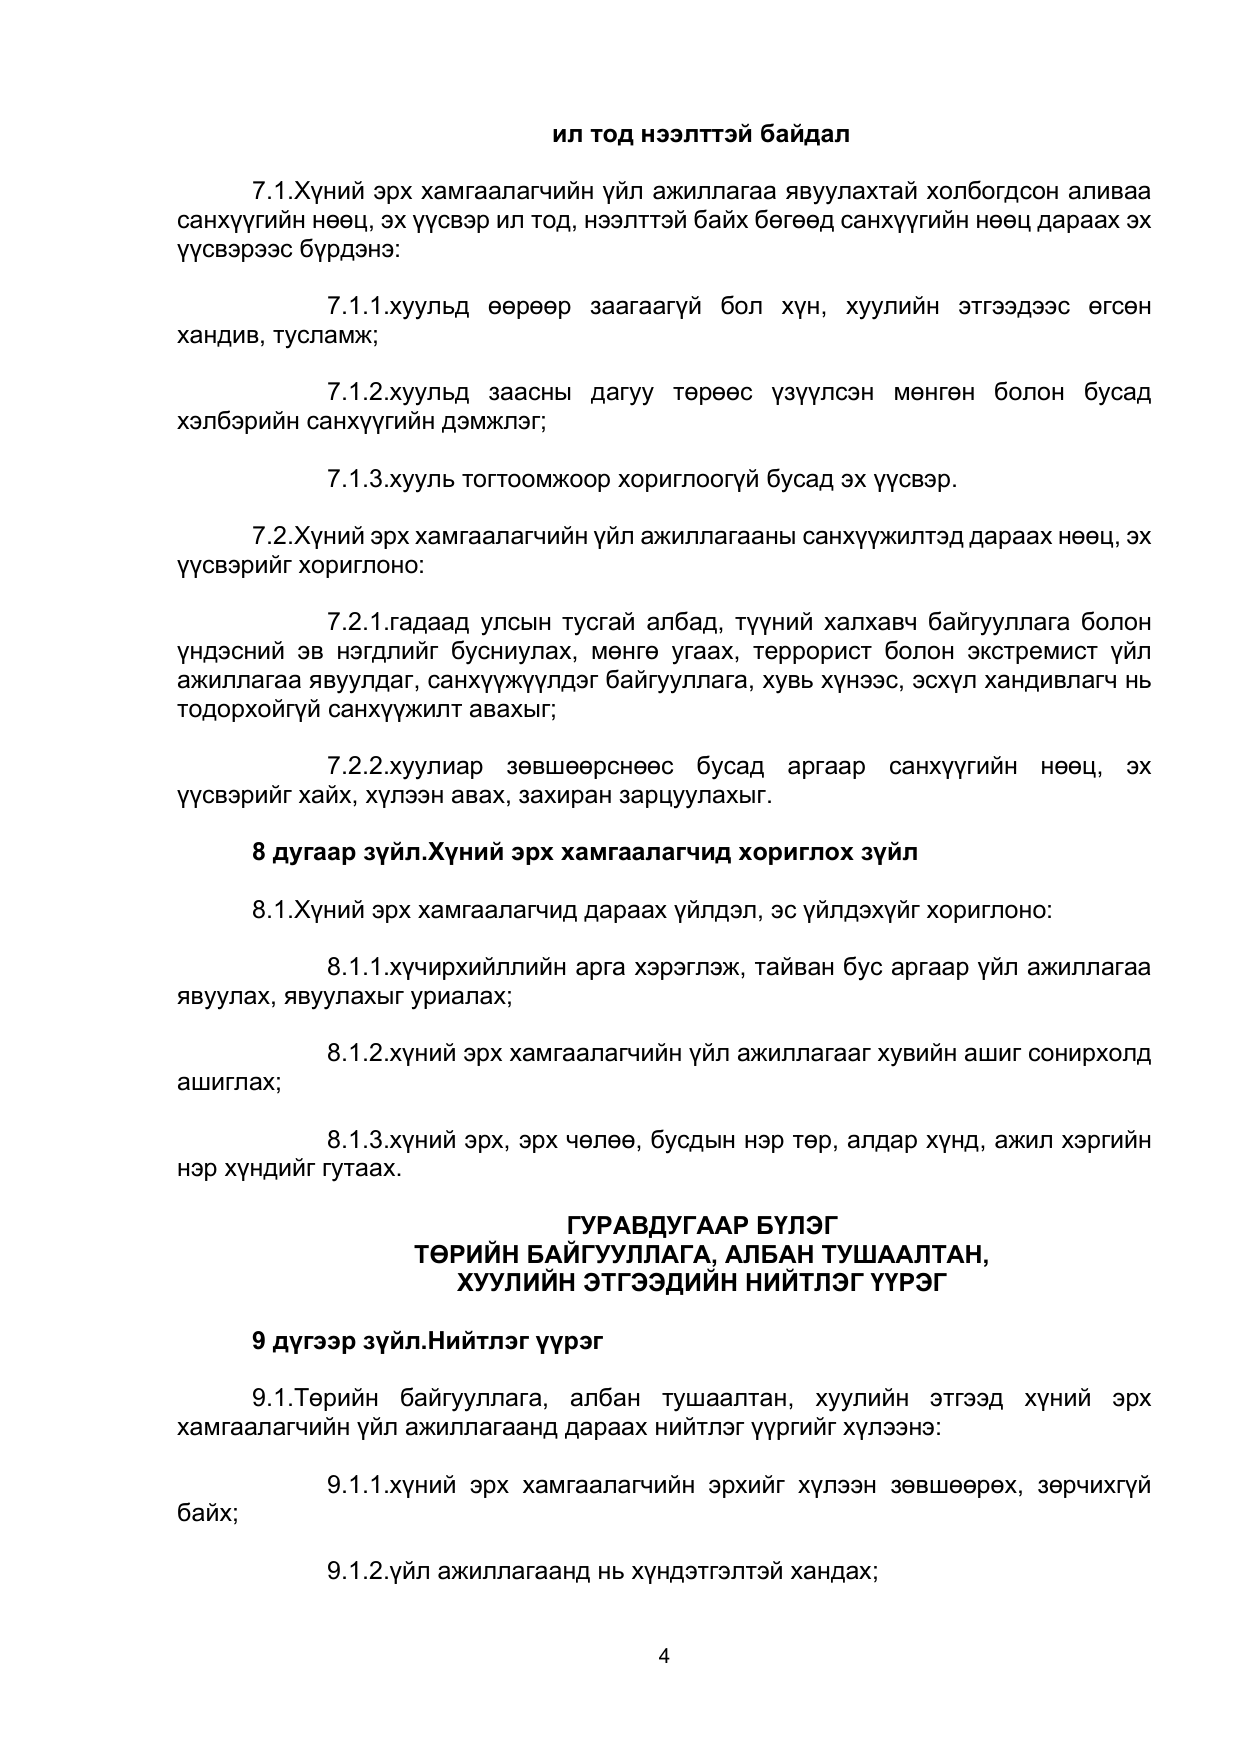 ил тод нээлттэй байдал
7.1.Хүний эрх хамгаалагчийн үйл ажиллагаа явуулахтай холбогдсон аливаа
санхүүгийн нөөц, эх үүсвэр ил тод, нээлттэй байх бөгөөд санхүүгийн нөөц дараах эх
үүсвэрээс бүрдэнэ:
7.1.1.хуульд өөрөөр заагаагүй бол хүн, хуулийн этгээдээс өгсөн
хандив, тусламж;
7.1.2.хуульд заасны дагуу төрөөс үзүүлсэн мөнгөн болон бусад
хэлбэрийн санхүүгийн дэмжлэг;
7.1.3.хууль тогтоомжоор хориглоогүй бусад эх үүсвэр.
7.2.Хүний эрх хамгаалагчийн үйл ажиллагааны санхүүжилтэд дараах нөөц, эх
үүсвэрийг хориглоно:
7.2.1.гадаад улсын тусгай албад, түүний халхавч байгууллага болон
үндэсний эв нэгдлийг бусниулах, мөнгө угаах, террорист болон экстремист үйл
ажиллагаа явуулдаг, санхүүжүүлдэг байгууллага, хувь хүнээс, эсхүл хандивлагч нь
тодорхойгүй санхүүжилт авахыг;
7.2.2.хуулиар зөвшөөрснөөс бусад аргаар санхүүгийн нөөц, эх
үүсвэрийг хайх, хүлээн авах, захиран зарцуулахыг.
8 дугаар зүйл.Хүний эрх хамгаалагчид хориглох зүйл
8.1.Хүний эрх хамгаалагчид дараах үйлдэл, эс үйлдэхүйг хориглоно:
8.1.1.хүчирхийллийн арга хэрэглэж, тайван бус аргаар үйл ажиллагаа
явуулах, явуулахыг уриалах;
8.1.2.хүний эрх хамгаалагчийн үйл ажиллагааг хувийн ашиг сонирхолд
ашиглах;
8.1.3.хүний эрх, эрх чөлөө, бусдын нэр төр, алдар хүнд, ажил хэргийн
нэр хүндийг гутаах.
ГУРАВДУГААР БҮЛЭГ
ТӨРИЙН БАЙГУУЛЛАГА, АЛБАН ТУШААЛТАН,
ХУУЛИЙН ЭТГЭЭДИЙН НИЙТЛЭГ ҮҮРЭГ
9 дүгээр зүйл.Нийтлэг үүрэг
9.1.Төрийн байгууллага, албан тушаалтан, хуулийн этгээд хүний эрх
хамгаалагчийн үйл ажиллагаанд дараах нийтлэг үүргийг хүлээнэ:
9.1.1.хүний эрх хамгаалагчийн эрхийг хүлээн зөвшөөрөх, зөрчихгүй
байх;
9.1.2.үйл ажиллагаанд нь хүндэтгэлтэй хандах;
4